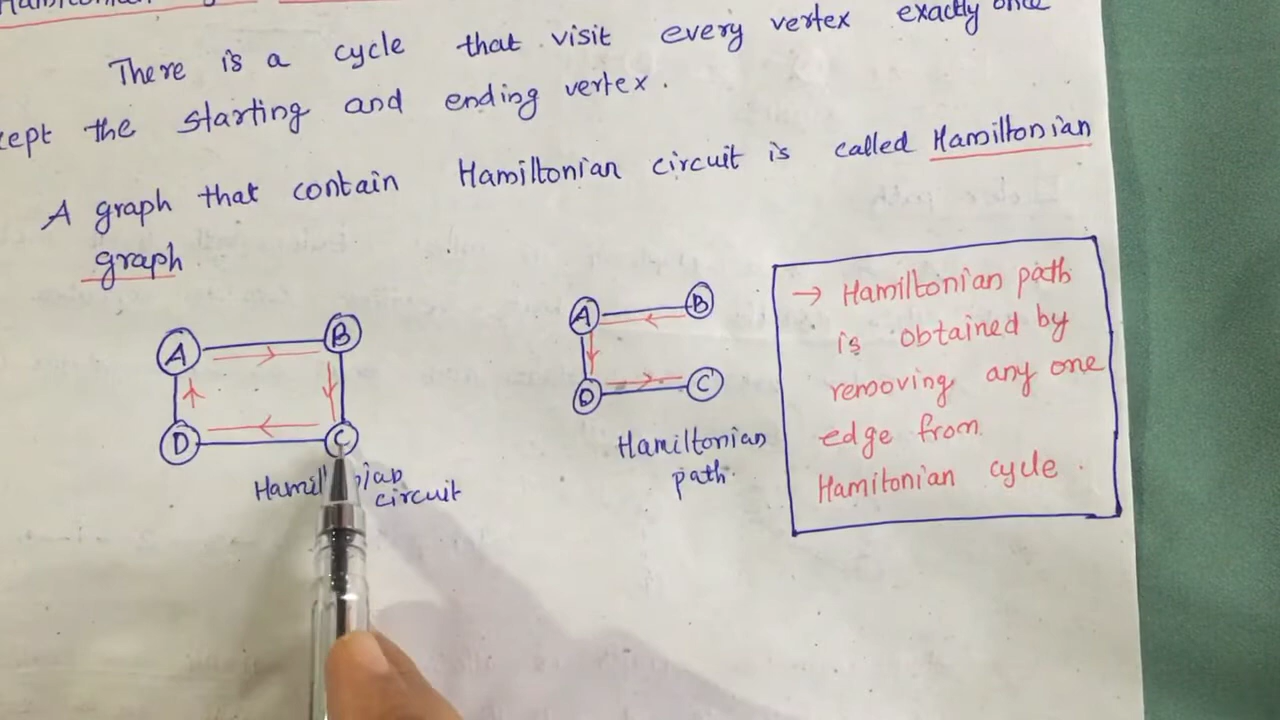 There is a cycle that visit every vertex exactly once
the starting and ending vertex.
A graph that contain Hamiltonian circuit is called Hamiltonian
graph
A B
D C
circuit
A B
D C
Hamiltonian
path.
→ Hamiltonian path
is obtained by
removing any one
edge from
Hamitonian cycle.